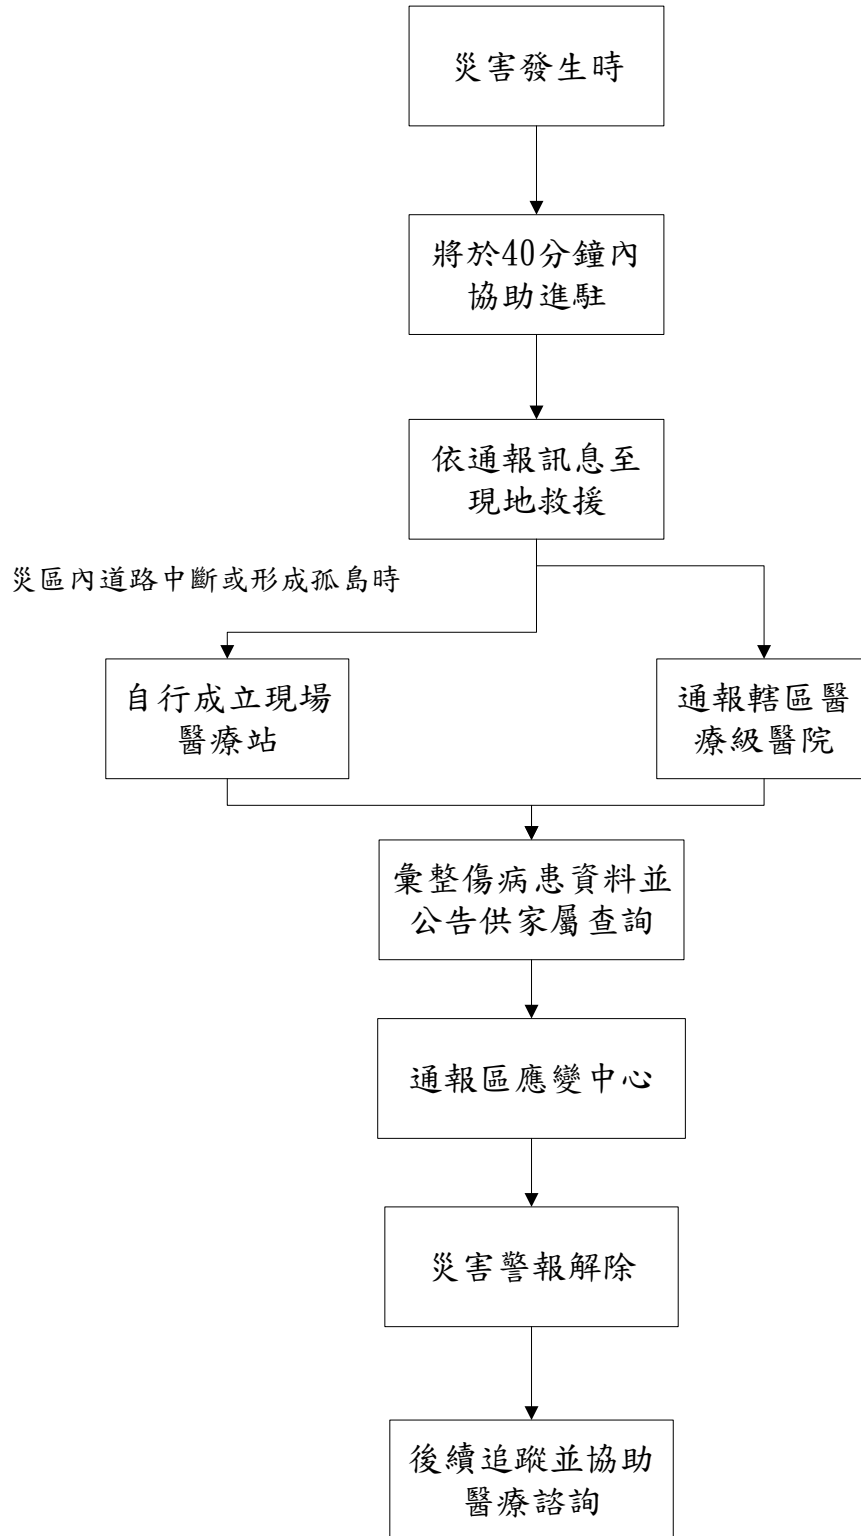 災害發生時
將於40分鐘內
協助進駐
依通報訊息至
現地救援
災區內道路中斷或形成孤島時
自行成立現場
醫療站
通報轄區醫
療級醫院
彙整傷病患資料並
公告供家屬查詢
通報區應變中心
災害警報解除
後續追蹤並協助
醫療諮詢